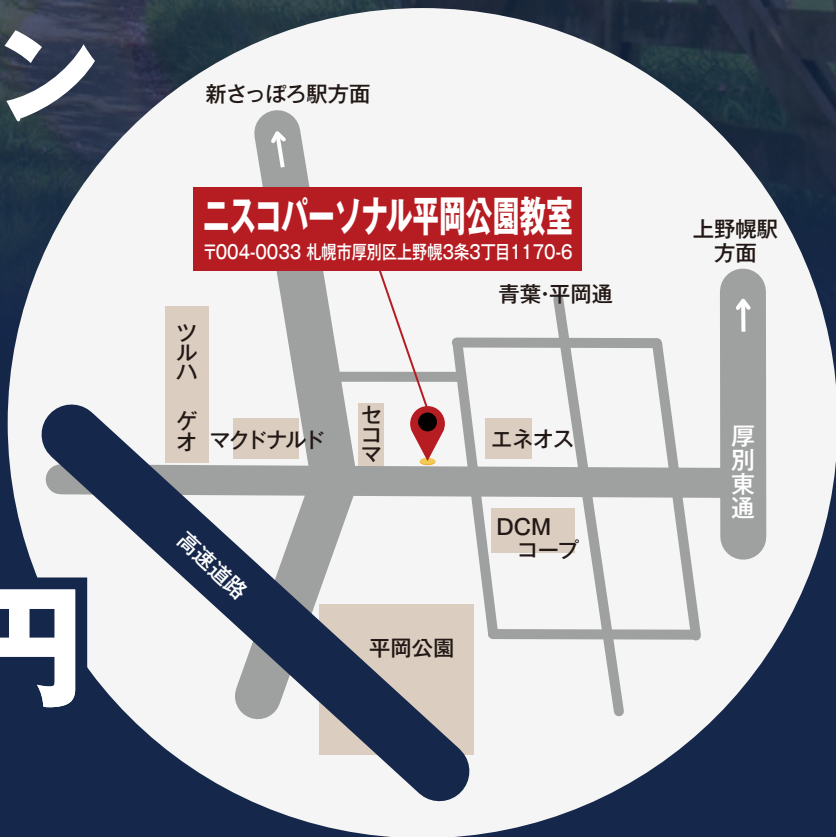 ン
新さっぽろ駅方面
ニスコパーソナル平岡公園教室
〒004-0033 札幌市厚別区上野幌3条3丁目1170-6
上野幌駅
方面
青葉・平岡通
ツルハ ゲオ
マクドナルド
セコマ
エネオス
厚別東通
DCM
コープ
高速道路
平岡公園
円